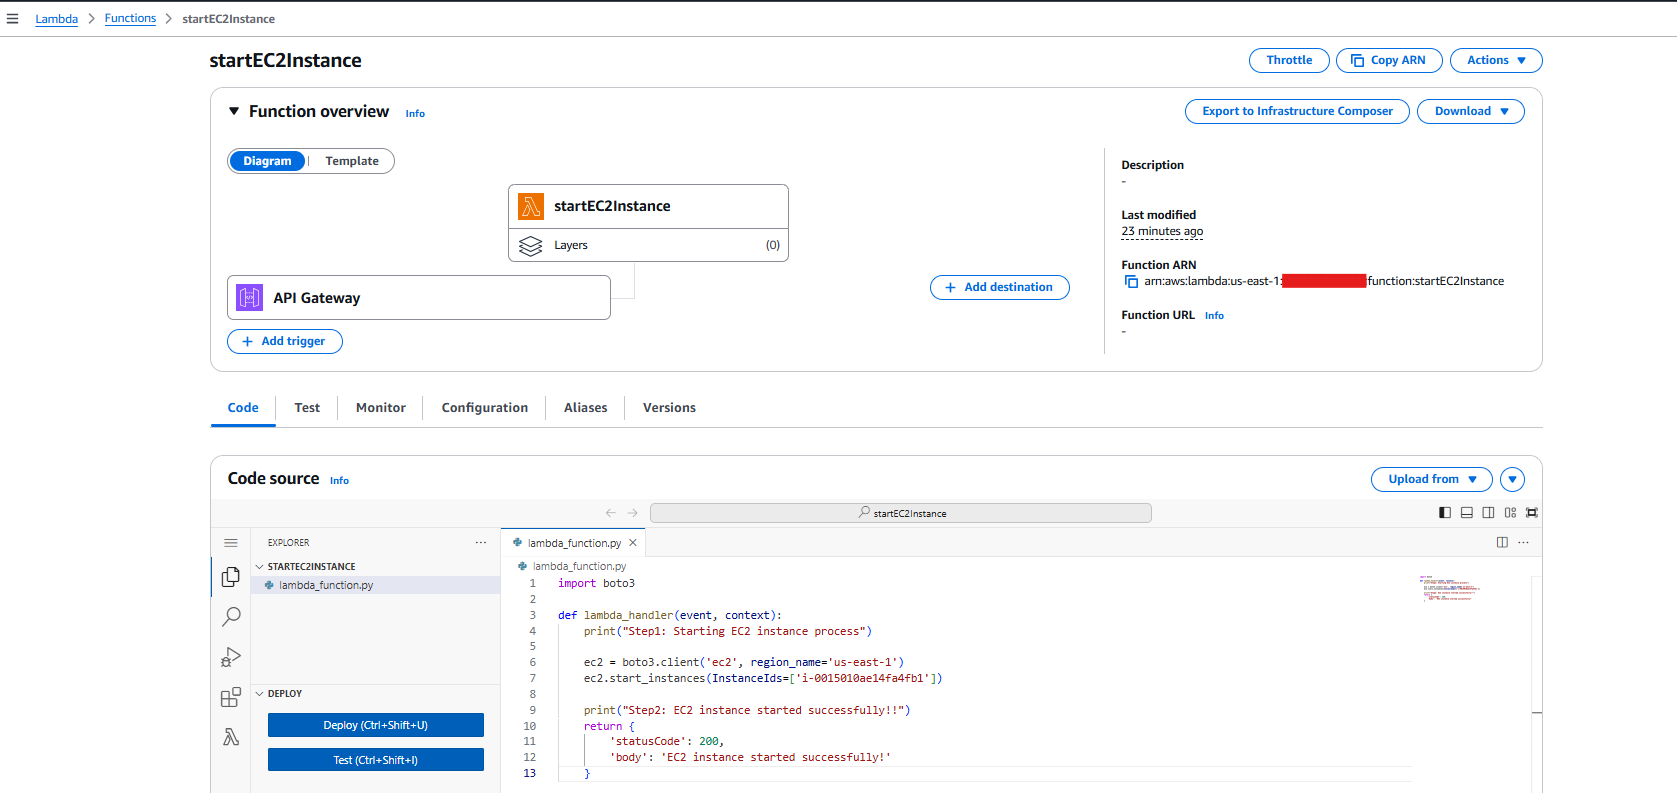 Lambda > Functions > startEC2Instance
startEC2Instance
Throttle
Copy ARN
Actions
Function overview
Info
Export to Infrastructure Composer
Download
Diagram
Template
startEC2Instance
Layers
(0)
API Gateway
Add trigger
Add destination
Description
-
Last modified
23 minutes ago
Function ARN
arn:aws:lambda:us-east-1: function:startEC2Instance
Function URL
Info
-
Code
Test
Monitor
Configuration
Aliases
Versions
Code source
Info
Upload from
startEC2Instance
EXPLORER
STARTEC2INSTANCE
lambda_function.py
DEPLOY
Deploy (Ctrl+Shift+U)
Test (Ctrl+Shift+I)
lambda_function.py
lambda_function.py
1 import boto3
2
3 def lambda_handler(event, context):
4 print("Step1: Starting EC2 instance process")
5
6 ec2 = boto3.client('ec2', region_name='us-east-1')
7 ec2.start_instances(InstanceIds=['i-0015010ae14fa4fb1'])
8
9 print("Step2: EC2 instance started successfully!!")
10 return {
11 'statusCode': 200,
12 'body': 'EC2 instance started successfully!'
13 }